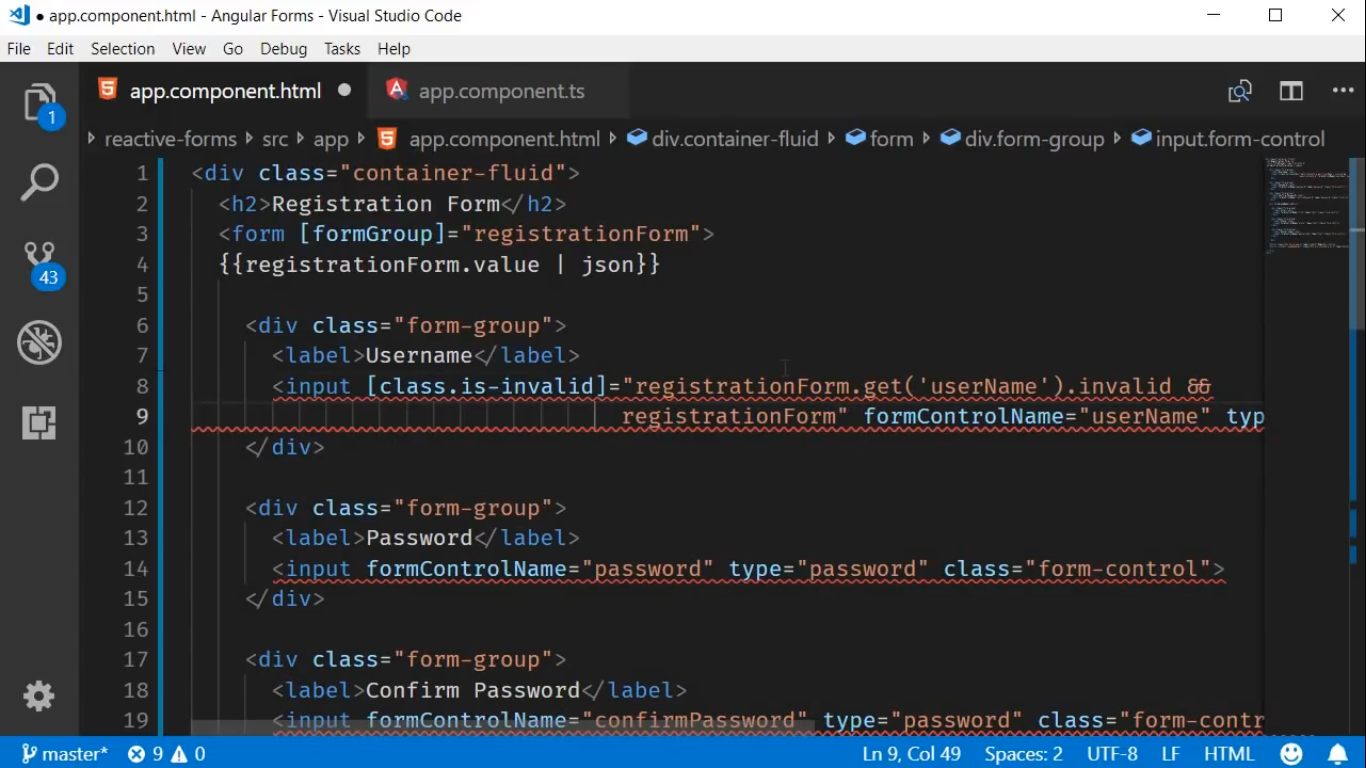 ● app.component.html - Angular Forms - Visual Studio Code
File Edit Selection View Go Debug Tasks Help
app.component.html ● app.component.ts
1
reactive-forms src app app.component.html div.container-fluid form div.form-group input.form-control
1 <div class="container-fluid">
2 <h2>Registration Form</h2>
3 <form [formGroup]="registrationForm">
4 {{registrationForm.value | json}}
43
5
6 <div class="form-group">
7 <label>Username</label>
8 <input [class.is-invalid]="registrationForm.get('userName').invalid &&
9 registrationForm" formControlName="userName" typ
10 </div>
11
12 <div class="form-group">
13 <label>Password</label>
14 <input formControlName="password" type="password" class="form-control">
15 </div>
16
17 <div class="form-group">
18 <label>Confirm Password</label>
19 <input formControlName="confirmPassword" type="password" class="form-contr
master* 9 0 Ln 9, Col 49 Spaces: 2 UTF-8 LF HTML